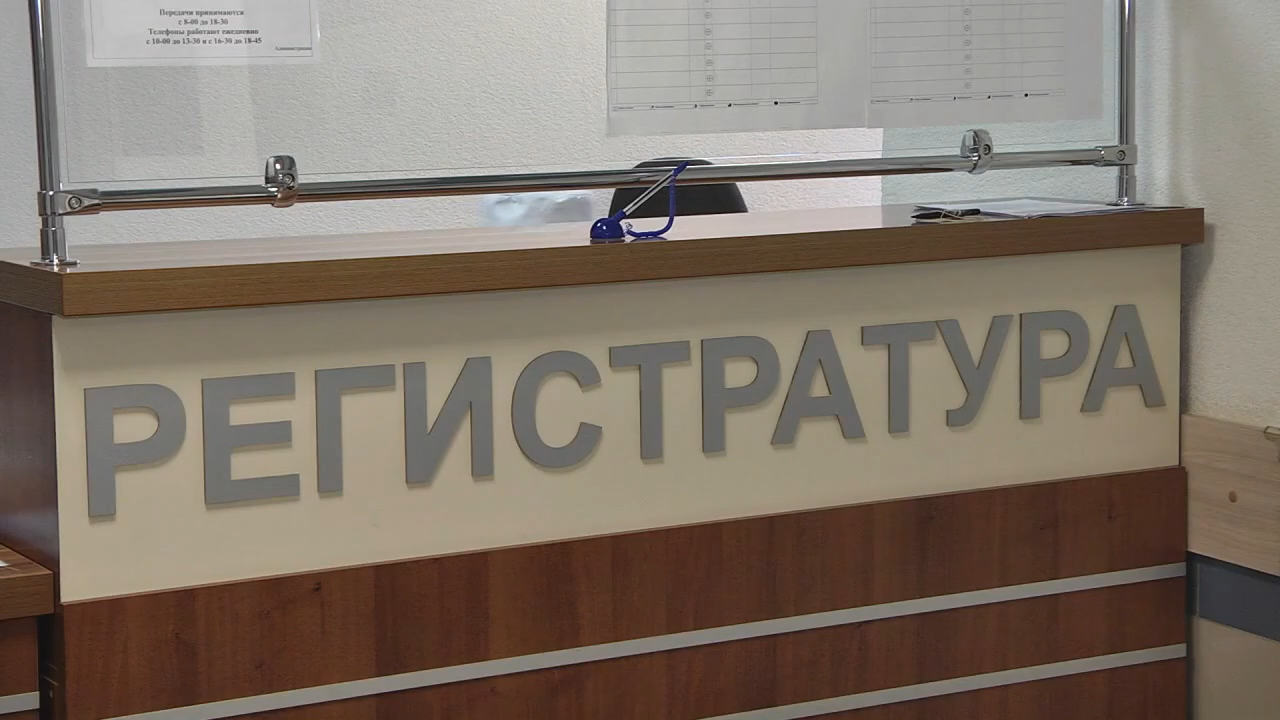 Передачи принимаются
с 8-00 до 18-30
Телефоны работают ежедневно
с 10-00 до 13-30 и с 16-30 до 18-45
Администрация
РЕГИСТРАТУРА